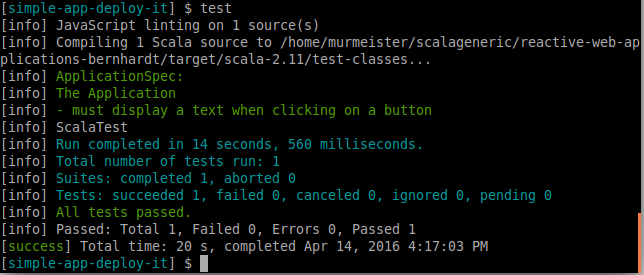 [simple-app-deploy-it] $ test
[info] JavaScript linting on 1 source(s)
[info] Compiling 1 Scala source to /home/murmeister/scalageneric/reactive-web-ap
plications-bernhardt/target/scala-2.11/test-classes...
[info] ApplicationSpec:
[info] The Application
[info] - must display a text when clicking on a button
[info] ScalaTest
[info] Run completed in 14 seconds, 560 milliseconds.
[info] Total number of tests run: 1
[info] Suites: completed 1, aborted 0
[info] Tests: succeeded 1, failed 0, canceled 0, ignored 0, pending 0
[info] All tests passed.
[info] Passed: Total 1, Failed 0, Errors 0, Passed 1
[success] Total time: 20 s, completed Apr 14, 2016 4:17:03 PM
[simple-app-deploy-it] $